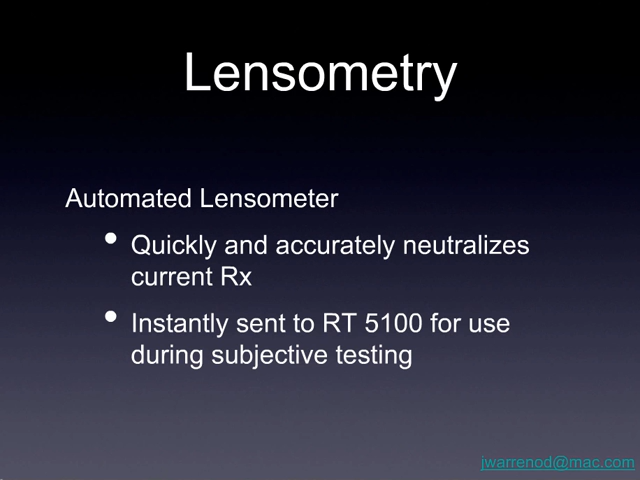 Lensometry
Automated Lensometer
• Quickly and accurately neutralizes
current Rx
• Instantly sent to RT 5100 for use
during subjective testing
jwarrenod@mac.com